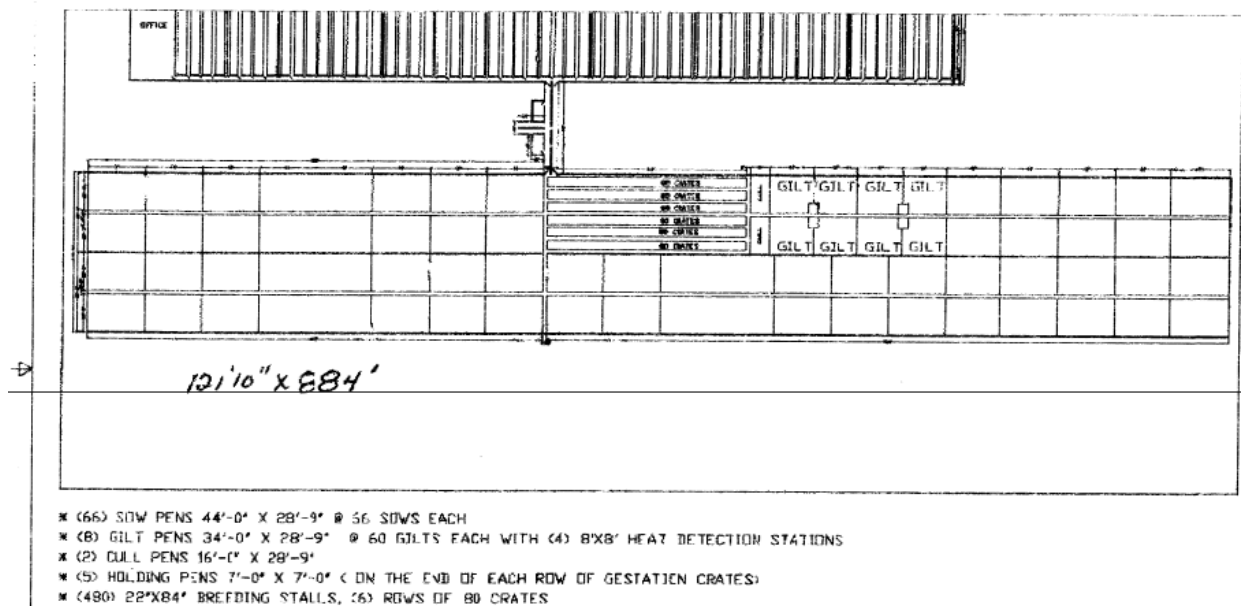 OFFICE
80 CRATES
80 CRATES
80 CRATES
80 CRATES
80 CRATES
80 CRATES
CULL
GILT GILT GILT GILT
GILT GILT GILT GILT
121'10" X 884'
* (66) SOW PENS 44'-0" X 28'-9" @ 56 SOWS EACH
* (8) GILT PENS 34'-0" X 28'-9" @ 60 GILTS EACH WITH (4) 8'X8' HEAT DETECTION STATIONS
* (2) CULL PENS 16'-0" X 28'-9"
* (5) HOLDING PENS 7'-0" X 7'-0" ( ON THE END OF EACH ROW OF GESTATION CRATES)
* (480) 22"X84" BREEDING STALLS, (6) ROWS OF 80 CRATES